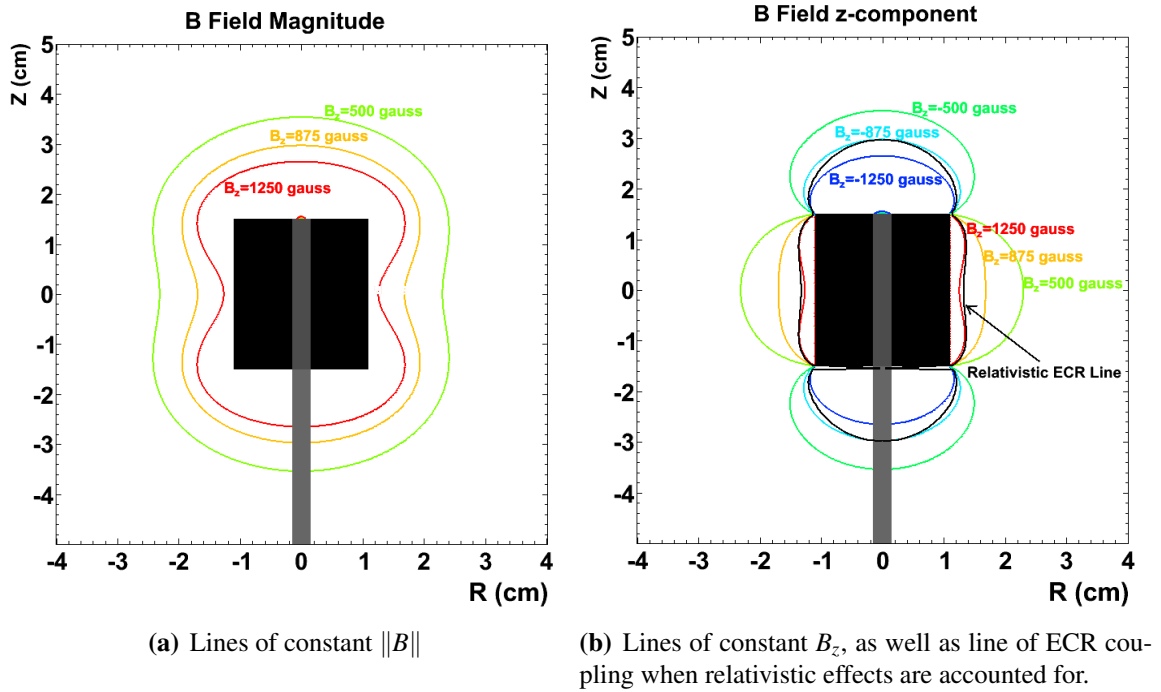 B Field Magnitude
Z (cm)
5
4
3
2
1
0
-1
-2
-3
-4
B_z=500 gauss
B_z=875 gauss
B_z=1250 gauss
-4 -3 -2 -1 0 1 2 3 4
R (cm)
(a) Lines of constant ‖B‖
B Field z-component
Z (cm)
5
4
3
2
1
0
-1
-2
-3
-4
B_z=-500 gauss
B_z=-875 gauss
B_z=-1250 gauss
B_z=1250 gauss
B_z=875 gauss
B_z=500 gauss
Relativistic ECR Line
-4 -3 -2 -1 0 1 2 3 4
R (cm)
(b) Lines of constant B_z, as well as line of ECR cou-
pling when relativistic effects are accounted for.